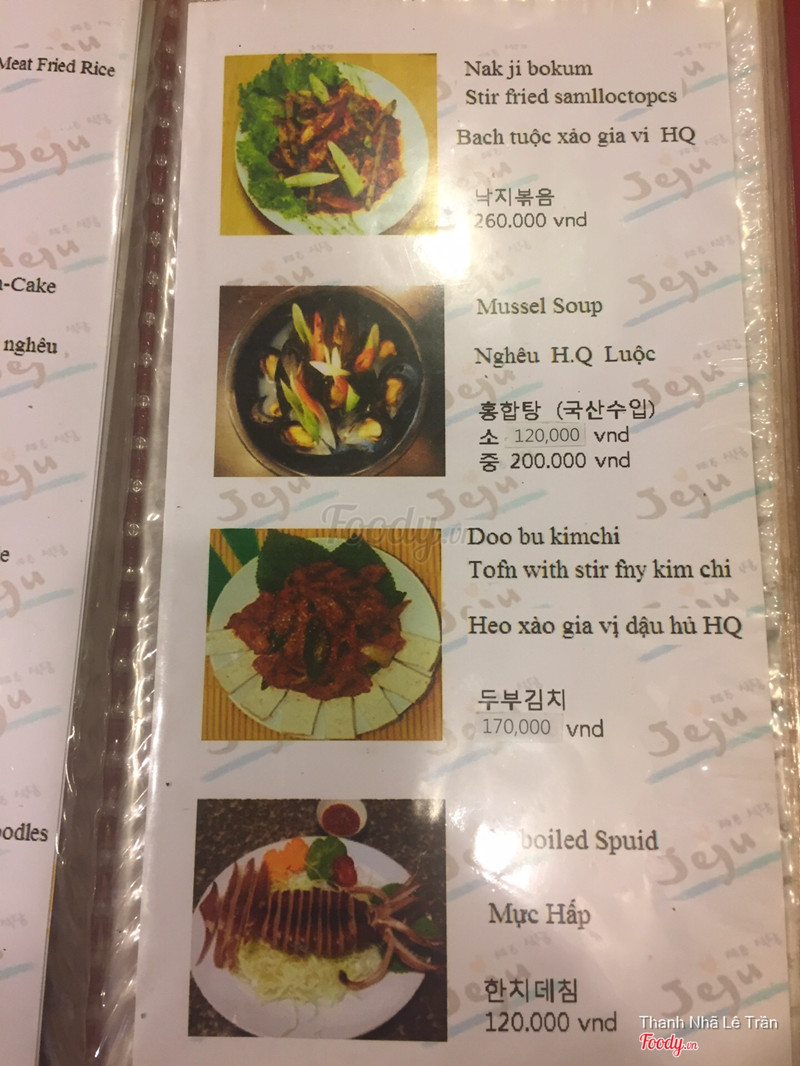 Meat Fried Rice
-Cake
nghêu
Nak ji bokum
Stir fried samlloctopcs
Bach tuộc xảo gia vi HQ
낙지볶음
260.000 vnd
Mussel Soup
Nghêu H.Q Luộc
홍합탕 (국산수입)
소 120,000 vnd
중 200.000 vnd
Doo bu kimchi
Tofn with stir fny kim chi
Heo xào gia vị dậu hủ HQ
두부김치
170,000 vnd
boiled Spuid
Mực Hấp
한치데침
120.000 vnd
Jeju
Foody.vn
Thanh Nhã Lê Trần
Foody.vn